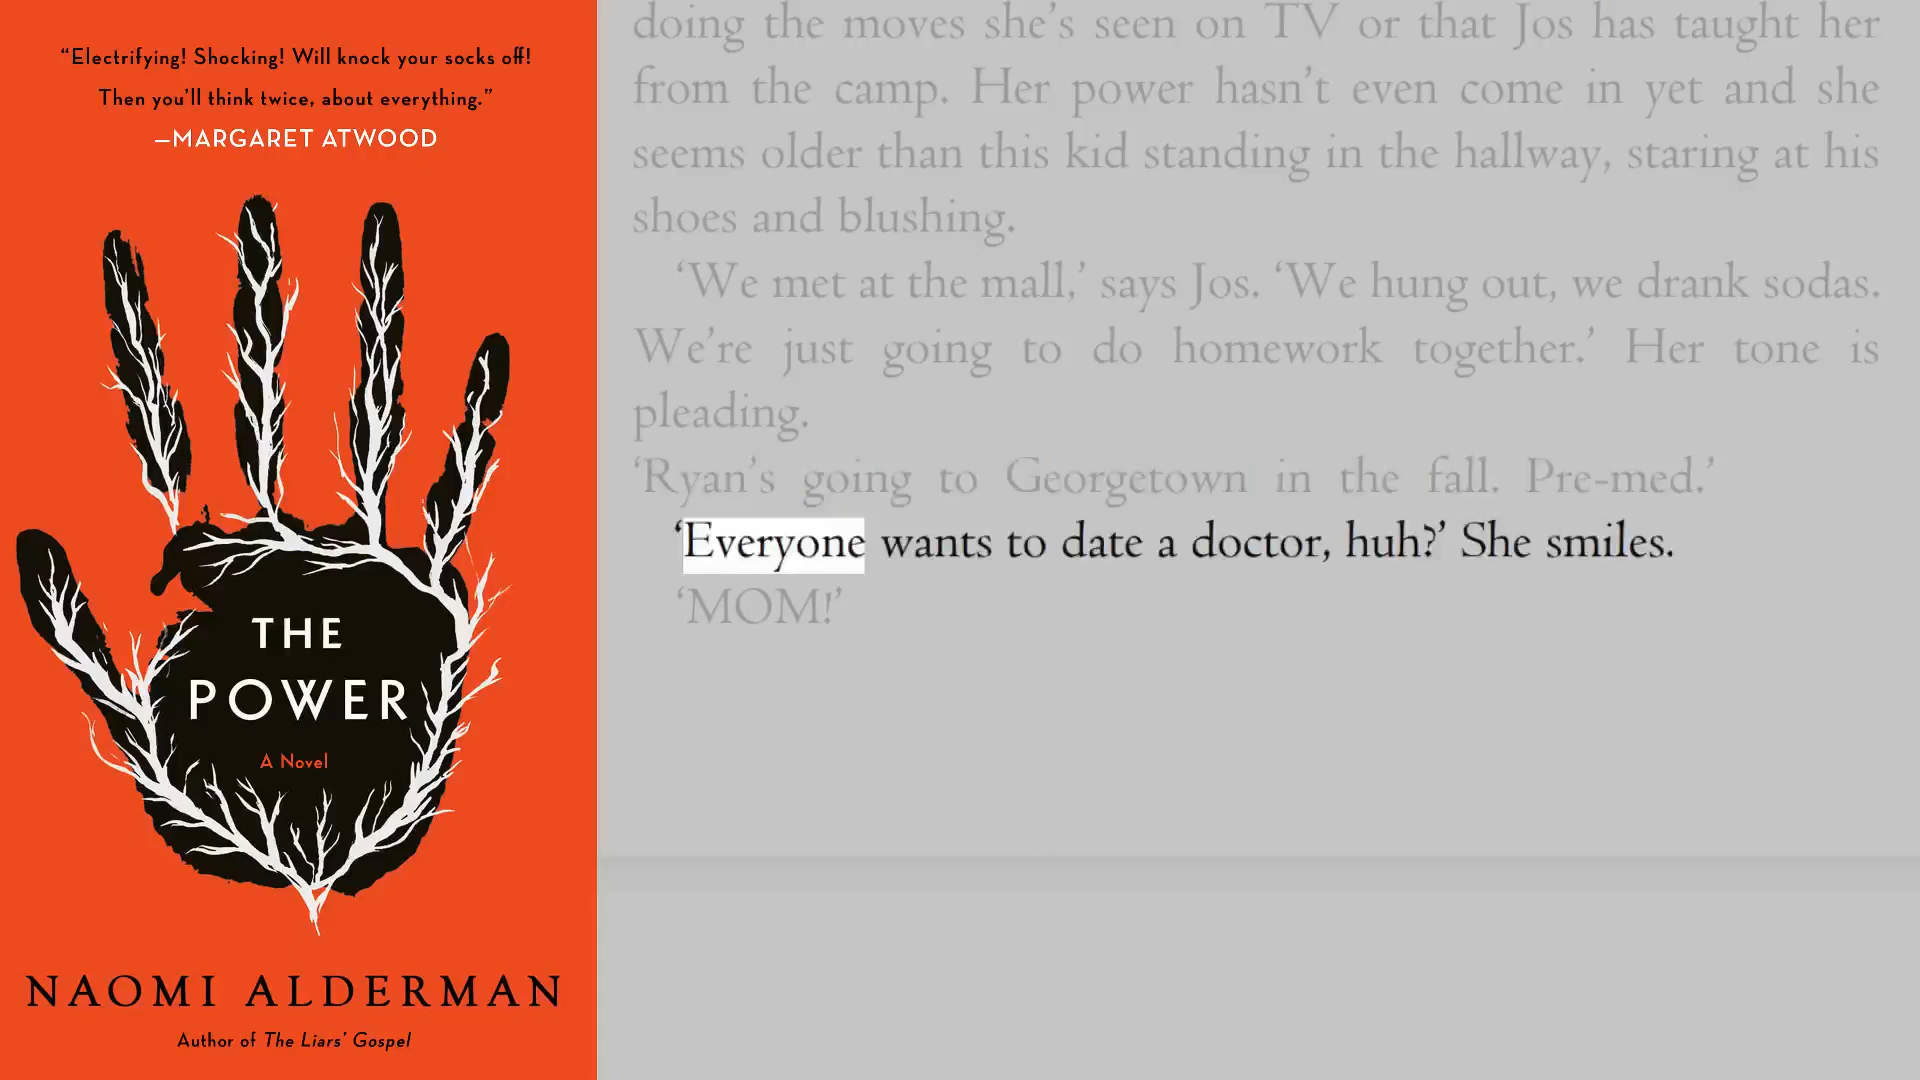 “Electrifying! Shocking! Will knock your socks off!
Then you’ll think twice, about everything.”
—MARGARET ATWOOD
THE
POWER
A Novel
NAOMI ALDERMAN
Author of The Liars’ Gospel
doing the moves she’s seen on TV or that Jos has taught her
from the camp. Her power hasn’t even come in yet and she
seems older than this kid standing in the hallway, staring at his
shoes and blushing.
‘We met at the mall,’ says Jos. ‘We hung out, we drank sodas.
We’re just going to do homework together.’ Her tone is
pleading.
‘Ryan’s going to Georgetown in the fall. Pre-med.’
‘Everyone wants to date a doctor, huh?’ She smiles.
‘MOM!’